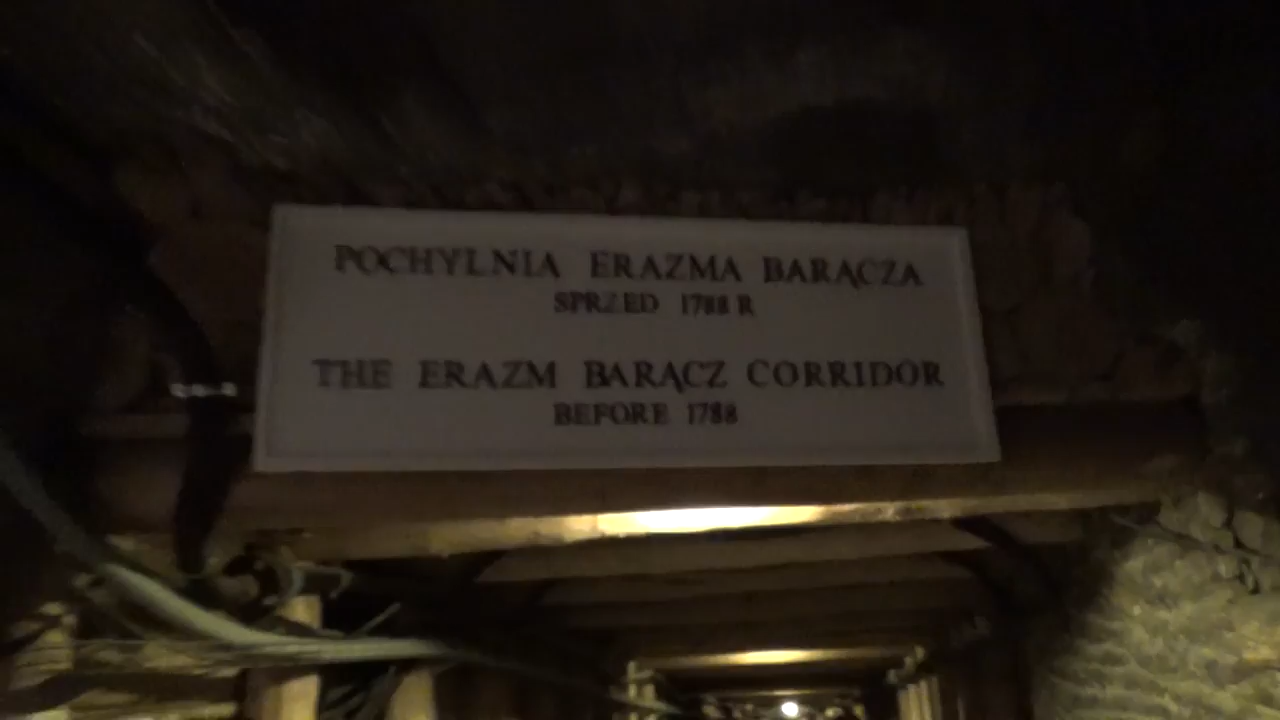 POCHYLNIA ERAZMA BARĄCZA
SPRZED 1788 R
THE ERAZM BARĄCZ CORRIDOR
BEFORE 1788